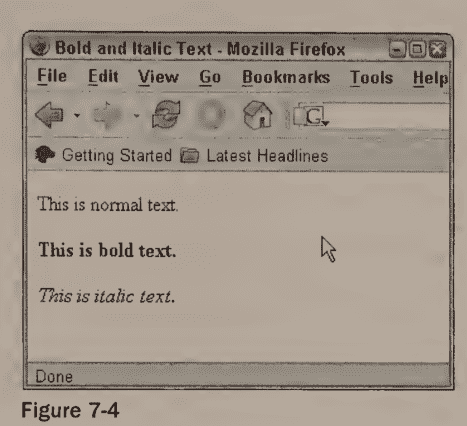 Bold and Italic Text - Mozilla Firefox
File Edit View Go Bookmarks Tools Help
G
Getting Started Latest Headlines
This is normal text.
This is bold text.
This is italic text.
Done
Figure 7-4